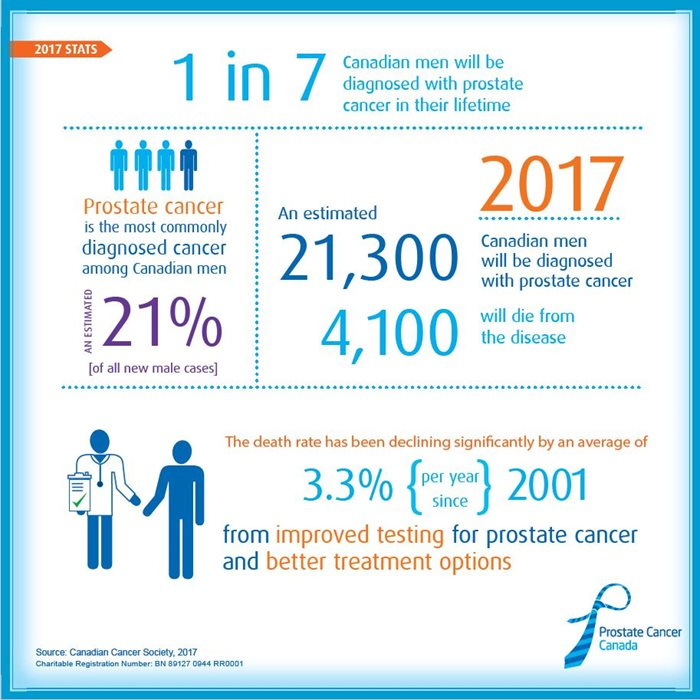 2017 STATS
1 in 7
Canadian men will be
diagnosed with prostate
cancer in their lifetime
Prostate cancer
is the most commonly
diagnosed cancer
among Canadian men
AN ESTIMATED
21%
[of all new male cases]
2017
An estimated
21,300
Canadian men
will be diagnosed
with prostate cancer
4,100
will die from
the disease
The death rate has been declining significantly by an average of
3.3% {per year since} 2001
from improved testing for prostate cancer
and better treatment options
Prostate Cancer
Canada
Source: Canadian Cancer Society, 2017
Charitable Registration Number: BN 89127 0944 RR0001